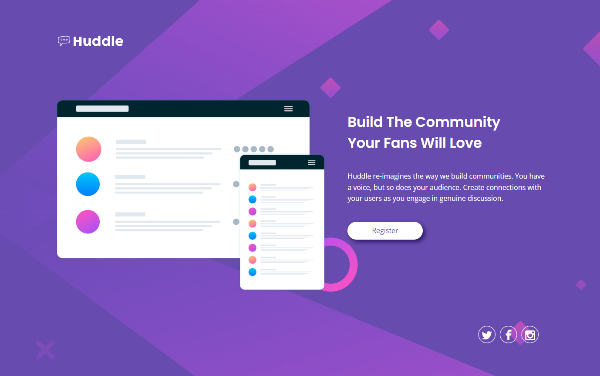 Huddle
Build The Community
Your Fans Will Love
Huddle re-imagines the way we build communities. You have
a voice, but so does your audience. Create connections with
your users as you engage in genuine discussion.
Register